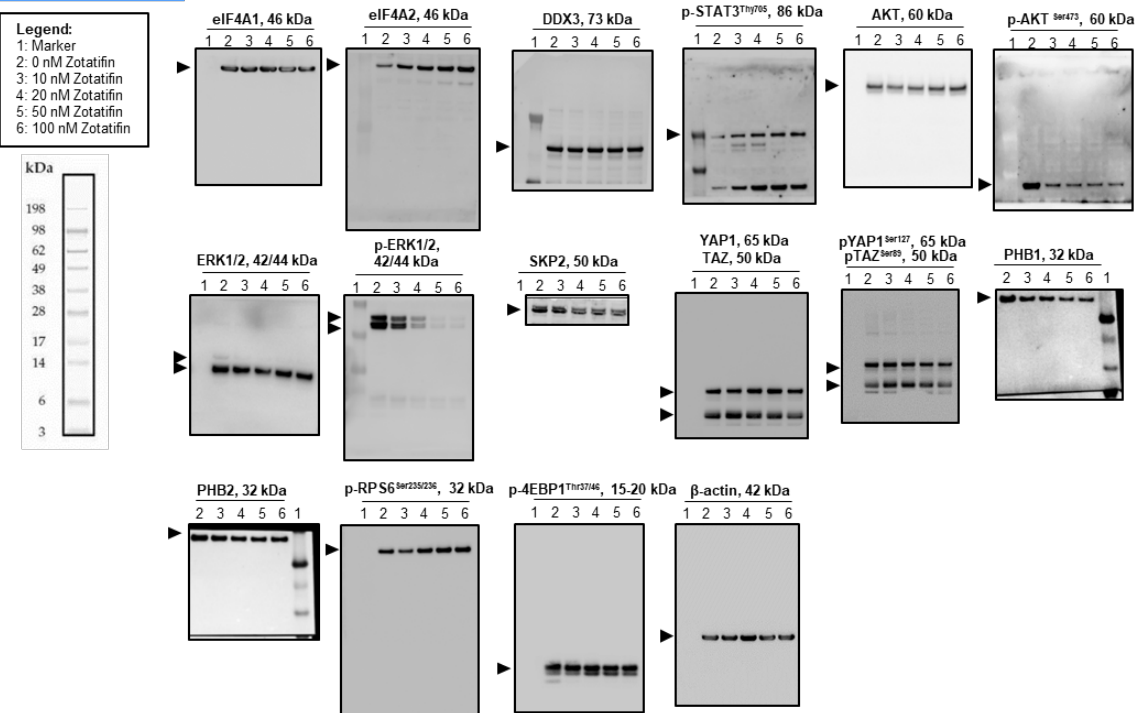 Legend:
1: Marker
2: 0 nM Zotatifin
3: 10 nM Zotatifin
4: 20 nM Zotatifin
5: 50 nM Zotatifin
6: 100 nM Zotatifin
kDa
198
98
62
49
38
28
17
14
6
3
eIF4A1, 46 kDa
1 2 3 4 5 6
eIF4A2, 46 kDa
1 2 3 4 5 6
DDX3, 73 kDa
1 2 3 4 5 6
p-STAT3Thy705, 86 kDa
1 2 3 4 5 6
AKT, 60 kDa
1 2 3 4 5 6
p-AKT Ser473, 60 kDa
1 2 3 4 5 6
ERK1/2, 42/44 kDa
1 2 3 4 5 6
p-ERK1/2,
42/44 kDa
1 2 3 4 5 6
SKP2, 50 kDa
1 2 3 4 5 6
YAP1, 65 kDa
TAZ, 50 kDa
1 2 3 4 5 6
pYAP1Ser127, 65 kDa
pTAZSer89, 50 kDa
1 2 3 4 5 6
PHB1, 32 kDa
2 3 4 5 6 1
PHB2, 32 kDa
2 3 4 5 6 1
p-RPS6Ser235/236, 32 kDa
1 2 3 4 5 6
p-4EBP1Thr37/46, 15-20 kDa
1 2 3 4 5 6
β-actin, 42 kDa
1 2 3 4 5 6